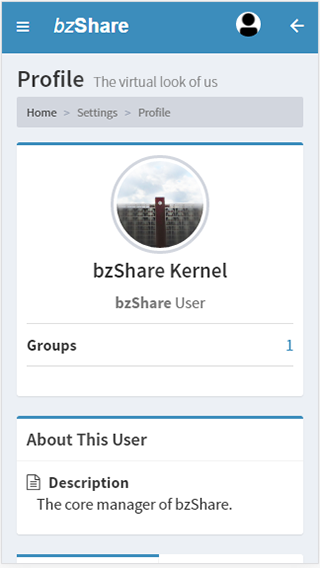 bzShare
Profile The virtual look of us
Home > Settings > Profile
bzShare Kernel
bzShare User
Groups 1
About This User
Description
The core manager of bzShare.